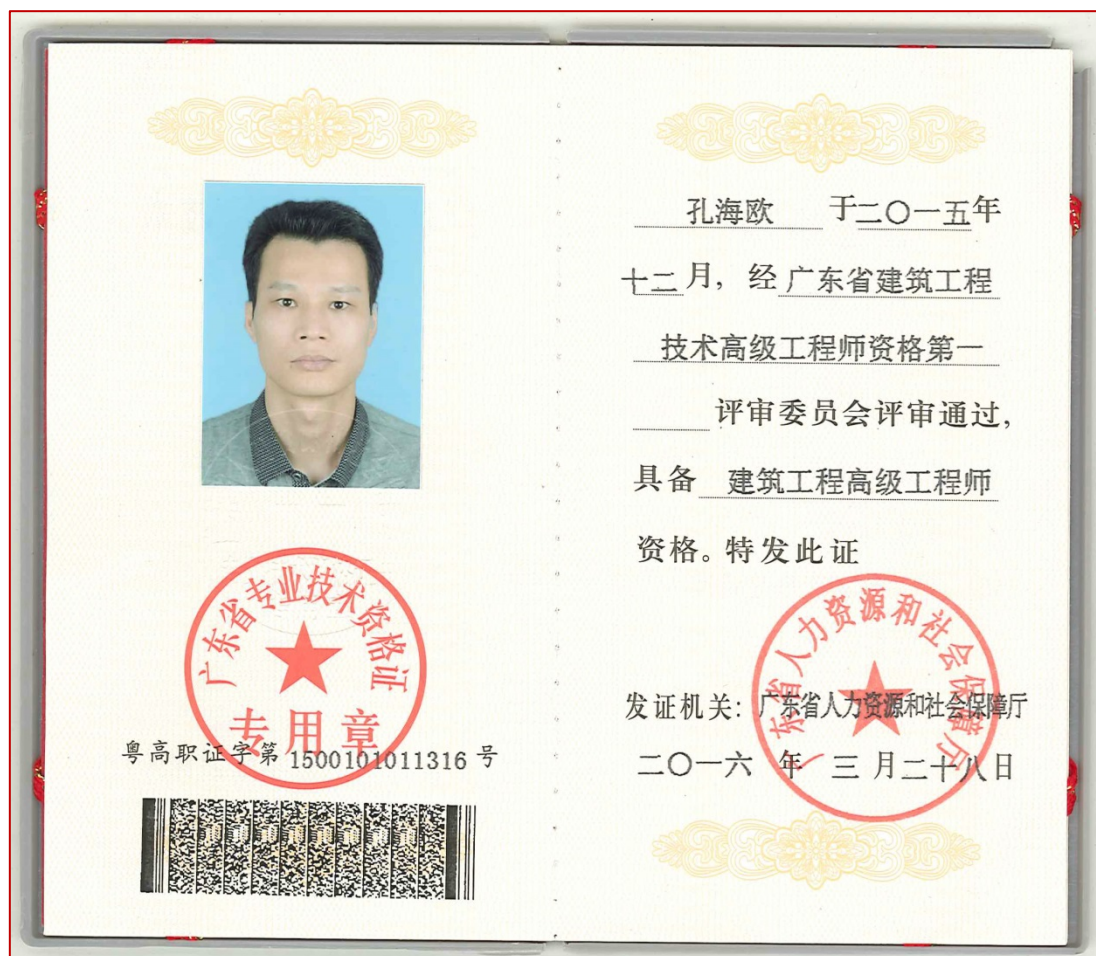 广东省专业技术资格证
专用章
粤高职证字第 1500101011316 号
孔海欧 于二〇一五年
十二月，经广东省建筑工程
技术高级工程师资格第一
评审委员会评审通过，
具备 建筑工程高级工程师
资格。特发此证
广东省人力资源和社会保障厅
发证机关：广东省人力资源和社会保障厅
二〇一六 年 三 月二十八日